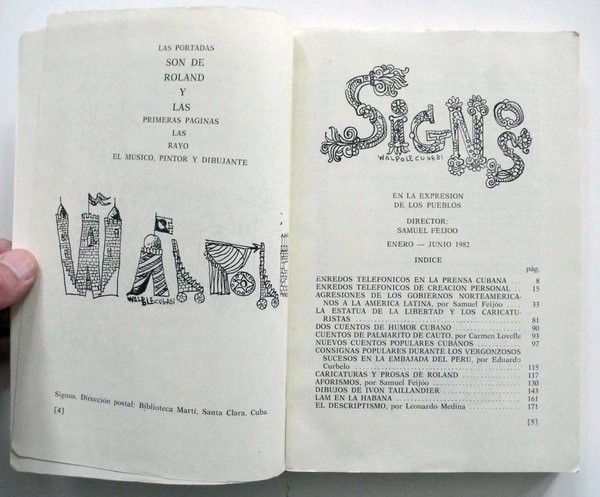 LAS PORTADAS
SON DE
ROLAND
Y
LAS
PRIMERAS PAGINAS
LAS
RAYO
EL MUSICO, PINTOR Y DIBUJANTE
WALP
WALPOLECUBA81
Signos. Dirección postal: Biblioteca Martí, Santa Clara, Cuba.
[4]
SiGNOS
WALPOLECUBA81
EN LA EXPRESION
DE LOS PUEBLOS
DIRECTOR:
SAMUEL FEIJOO
ENERO — JUNIO 1982
INDICE
pág.
ENREDOS TELEFONICOS EN LA PRENSA CUBANA .. 8
ENREDOS TELEFONICOS DE CREACION PERSONAL .... 15
AGRESIONES DE LOS GOBIERNOS NORTEAMERICA-
NOS A LA AMERICA LATINA, por Samuel Feijóo ...... 33
LA ESTATUA DE LA LIBERTAD Y LOS CARICATU-
RISTAS ........ 81
DOS CUENTOS DE HUMOR CUBANO ........ 90
CUENTOS DE PALMARITO DE CAUTO, por Carmen Lovelle 93
NUEVOS CUENTOS POPULARES CUBANOS ........ 97
CONSIGNAS POPULARES DURANTE LOS VERGONZOSOS
SUCESOS EN LA EMBAJADA DEL PERU, por Eduardo
Curbelo ........ 115
CARICATURAS Y PROSAS DE ROLAND ........ 117
AFORISMOS, por Samuel Feijóo ........ 130
DIBUJOS DE IVON TAILLANDIER ........ 143
LAM EN LA HABANA ........ 161
EL DESCRIPTISMO, por Leonardo Medina ........ 171
[5]